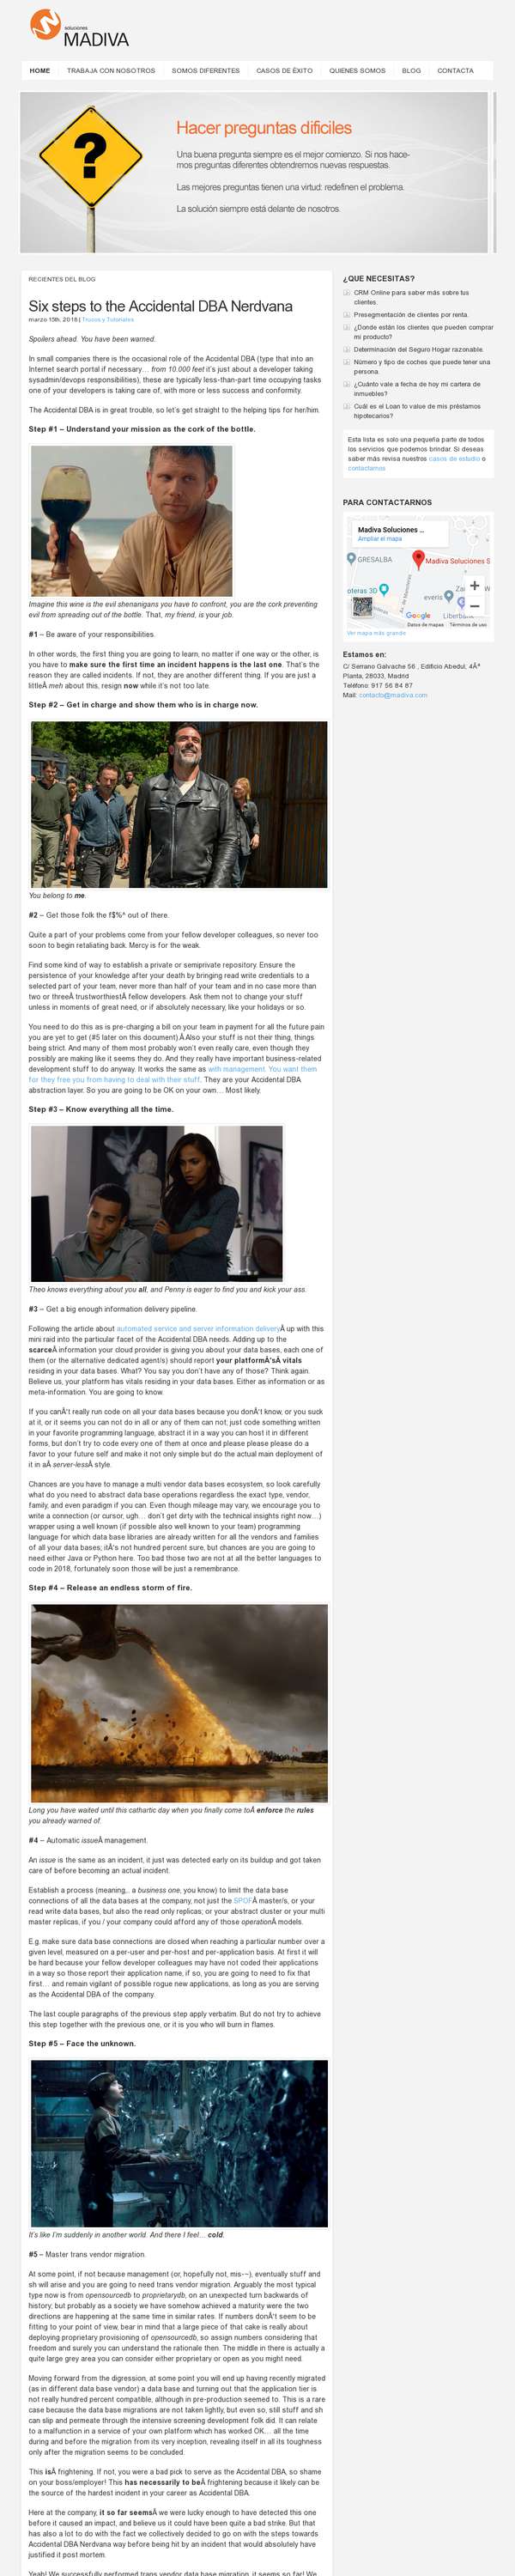 soluciones
MADIVA
HOME TRABAJA CON NOSOTROS SOMOS DIFERENTES CASOS DE ÉXITO QUIENES SOMOS BLOG CONTACTA
Hacer preguntas dificiles
Una buena pregunta siempre es el mejor comienzo. Si nos hace-
mos preguntas diferentes obtendremos nuevas respuestas.
Las mejores preguntas tienen una virtud: redefinen el problema.
La solución siempre está delante de nosotros.
RECIENTES DEL BLOG
Six steps to the Accidental DBA Nerdvana
marzo 15th, 2018 | Trucos y Tutoriales
Spoilers ahead. You have been warned.
In small companies there is the occasional role of the Accidental DBA (type that into an
Internet search portal if necessary… from 10.000 feet it's just about a developer taking
sysadmin/devops responsibilities), these are typically less-than-part time occupying tasks
one of your developers is taking care of, with more or less success and conformity.
The Accidental DBA is in great trouble, so let's get straight to the helping tips for her/him.
Step #1 – Understand your mission as the cork of the bottle.
Imagine this wine is the evil shenanigans you have to confront, you are the cork preventing
evil from spreading out of the bottle. That, my friend, is your job.
#1 – Be aware of your responsibilities.
In other words, the first thing you are going to learn, no matter if one way or the other, is
you have to make sure the first time an incident happens is the last one. That's the
reason they are called incidents. If not, they are another different thing. If you are just a
littleÂ meh about this, resign now while it's not too late.
Step #2 – Get in charge and show them who is in charge now.
You belong to me.
#2 – Get those folk the f$%^ out of there.
Quite a part of your problems come from your fellow developer colleagues, so never too
soon to begin retaliating back. Mercy is for the weak.
Find some kind of way to establish a private or semiprivate repository. Ensure the
persistence of your knowledge after your death by bringing read write credentials to a
selected part of your team, never more than half of your team and in no case more than
two or threeÂ trustworthiestÂ fellow developers. Ask them not to change your stuff
unless in moments of great need, or if absolutely necessary, like your holidays or so.
You need to do this as is pre-charging a bill on your team in payment for all the future pain
you are yet to get (#5 later on this document).Â Also your stuff is not their thing, things
being strict. And many of them most probably won't even really care, even though they
possibly are making like it seems they do. And they really have important business-related
development stuff to do anyway. It works the same as with management. You want them
for they free you from having to deal with their stuff. They are your Accidental DBA
abstraction layer. So you are going to be OK on your own… Most likely.
Step #3 – Know everything all the time.
Theo knows everything about you all, and Penny is eager to find you and kick your ass.
#3 – Get a big enough information delivery pipeline.
Following the article about automated service and server information deliveryÂ up with this
mini raid into the particular facet of the Accidental DBA needs. Adding up to the
scarceÂ information your cloud provider is giving you about your data bases, each one of
them (or the alternative dedicated agent/s) should report your platformÂ'sÂ vitals
residing in your data bases. What? You say you don't have any of those? Think again.
Believe us, your platform has vitals residing in your data bases. Either as information or as
meta-information. You are going to know.
If you canÂ't really run code on all your data bases because you donÂ't know, or you suck
at it, or it seems you can not do in all or any of them can not; just code something written
in your favorite programming language, abstract it in a way you can host it in different
forms, but don't try to code every one of them at once and please please please do a
favor to your future self and make it not only simple but do the actual main deployment of
it in aÂ server-lessÂ style.
Chances are you have to manage a multi vendor data bases ecosystem, so look carefully
what do you need to abstract data base operations regardless the exact type, vendor,
family, and even paradigm if you can. Even though mileage may vary, we encourage you to
write a connection (or cursor, ugh… don't get dirty with the technical insights right now…)
wrapper using a well known (if possible also well known to your team) programming
language for which data base libraries are already written for all the vendors and families
of all your data bases; itÂ's not hundred percent sure, but chances are you are going to
need either Java or Python here. Too bad those two are not at all the better languages to
code in 2018, fortunately soon those will be just a remembrance.
Step #4 – Release an endless storm of fire.
Long you have waited until this cathartic day when you finally come toÂ enforce the rules
you already warned of.
#4 – Automatic issueÂ management.
An issue is the same as an incident, it just was detected early on its buildup and got taken
care of before becoming an actual incident.
Establish a process (meaning,.. a business one, you know) to limit the data base
connections of all the data bases at the company, not just the SPOFÂ master/s, or your
read write data bases, but also the read only replicas; or your abstract cluster or your multi
master replicas, if you / your company could afford any of those operationÂ models.
E.g. make sure data base connections are closed when reaching a particular number over a
given level, measured on a per-user and per-host and per-application basis. At first it will
be hard because your fellow developer colleagues may have not coded their applications
in a way so those report their application name, if so, you are going to need to fix that
first… and remain vigilant of possible rogue new applications, as long as you are serving
as the Accidental DBA of the company.
The last couple paragraphs of the previous step apply verbatim. But do not try to achieve
this step together with the previous one, or it is you who will burn in flames.
Step #5 – Face the unknown.
It's like I'm suddenly in another world. And there I feel… cold.
#5 – Master trans vendor migration.
At some point, if not because management (or, hopefully not, mis-¬), eventually stuff and
sh will arise and you are going to need trans vendor migration. Arguably the most typical
type now is from opensourcedb to proprietarydb, on an unexpected turn backwards of
history; but probably as a society we have somehow achieved a maturity were the two
directions are happening at the same time in similar rates. If numbers donÂ't seem to be
fitting to your point of view, bear in mind that a large piece of that cake is really about
deploying proprietary provisioning of opensourcedb, so assign numbers considering that
freedom and surely you can understand the rationale then. The middle in there is actually a
quite large grey area you can consider either proprietary or open as you might need.
Moving forward from the digression, at some point you will end up having recently migrated
(as in different data base vendor) a data base and turning out that the application tier is
not really hundred percent compatible, although in pre-production seemed to. This is a rare
case because the data base migrations are not taken lightly, but even so, still stuff and sh
can slip and permeate through the intensive screening development folk did. It can relate
to a malfunction in a service of your own platform which has worked OK… all the time
during and before the migration from its very inception, revealing itself in all its toughness
only after the migration seems to be concluded.
This isÂ frightening. If not, you were a bad pick to serve as the Accidental DBA, so shame
on your boss/employer! This has necessarily to beÂ frightening because it likely can be
the source of the hardest incident in your career as Accidental DBA.
Here at the company, it so far seemsÂ we were lucky enough to have detected this one
before it caused an impact, and believe us it could have been quite a bad strike. But that
has also a lot to do with the fact we collectively decided to go on with the steps towards
Accidental DBA Nerdvana way before being hit by an incident that would absolutely have
justified it post mortem.
Yeah! We successfully performed trans vendor data base migration, it seems so far! We
¿QUE NECESITAS?
CRM Online para saber más sobre tus
clientes.
Presegmentación de clientes por renta.
¿Donde están los clientes que pueden comprar
mi producto?
Determinación del Seguro Hogar razonable.
Número y tipo de coches que puede tener una
persona.
¿Cuánto vale a fecha de hoy mi cartera de
inmuebles?
Cuál es el Loan to value de mis préstamos
hipotecarios?
Esta lista es solo una pequeña parte de todos
los servicios que podemos brindar. Si deseas
saber más revisa nuestros casos de estudio o
contactarnos
PARA CONTACTARNOS
Madiva Soluciones ...
Ampliar el mapa
GRESALBA
Madiva Soluciones S
oteras 3D
everis
Google
Datos de mapas Términos de uso
Ver mapa más grande
Estamos en:
C/ Serrano Galvache 56 , Edificio Abedul, 4Âª
Planta, 28033, Madrid
Teléfono: 917 56 84 87
Mail: contacto@madiva.com